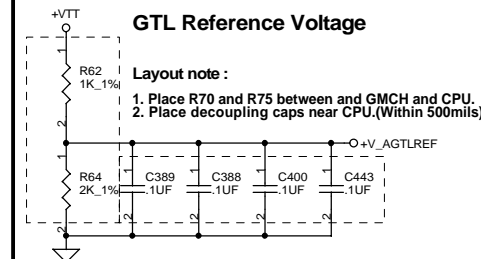 +VTT
GTL Reference Voltage
1
R62
1K_1%
2
Layout note :
1. Place R70 and R75 between and GMCH and CPU.
2. Place decoupling caps near CPU.(Within 500mils)
+V_AGTLREF
1
R64
2K_1%
2
1
C389
.1UF
2
1
C388
.1UF
2
1
C400
.1UF
2
1
C443
.1UF
2